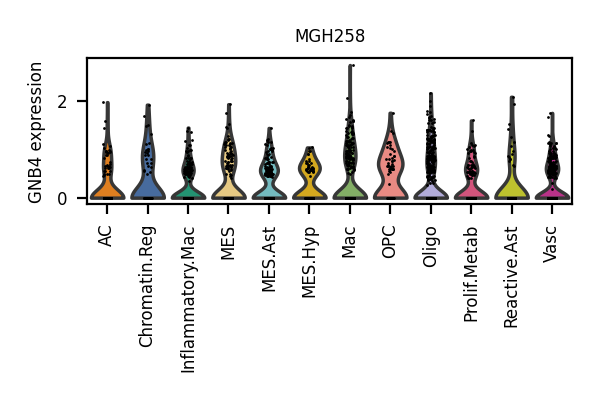 MGH258
GNB4 expression
2
0
AC
Chromatin.Reg
Inflammatory.Mac
MES
MES.Ast
MES.Hyp
Mac
OPC
Oligo
Prolif.Metab
Reactive.Ast
Vasc